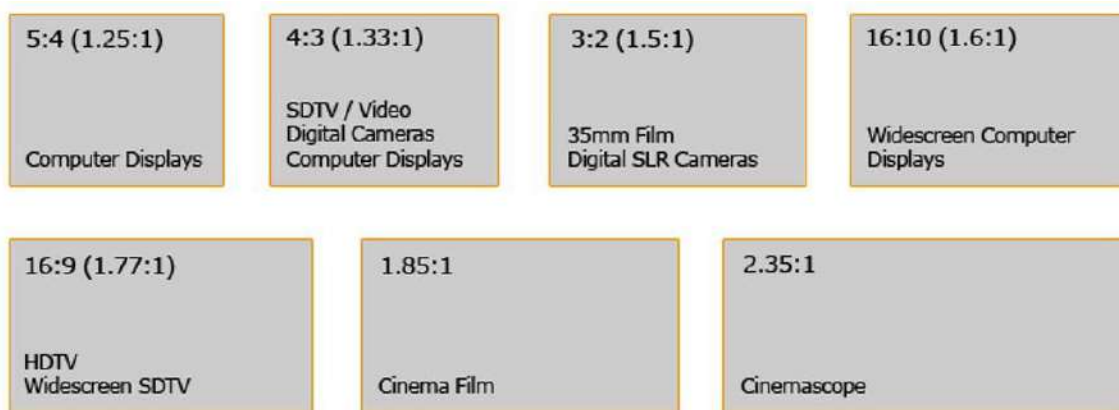 5:4 (1.25:1)
Computer Displays
4:3 (1.33:1)
SDTV / Video
Digital Cameras
Computer Displays
3:2 (1.5:1)
35mm Film
Digital SLR Cameras
16:10 (1.6:1)
Widescreen Computer
Displays
16:9 (1.77:1)
HDTV
Widescreen SDTV
1.85:1
Cinema Film
2.35:1
Cinemascope